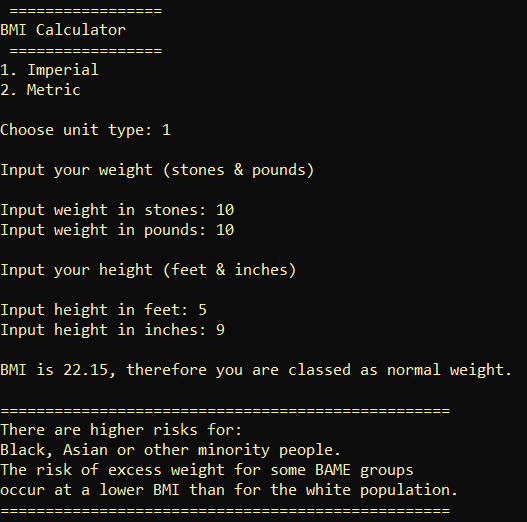 =================
BMI Calculator
=================
1. Imperial
2. Metric
Choose unit type: 1
Input your weight (stones & pounds)
Input weight in stones: 10
Input weight in pounds: 10
Input your height (feet & inches)
Input height in feet: 5
Input height in inches: 9
BMI is 22.15, therefore you are classed as normal weight.
==================================================
There are higher risks for:
Black, Asian or other minority people.
The risk of excess weight for some BAME groups
occur at a lower BMI than for the white population.
==================================================